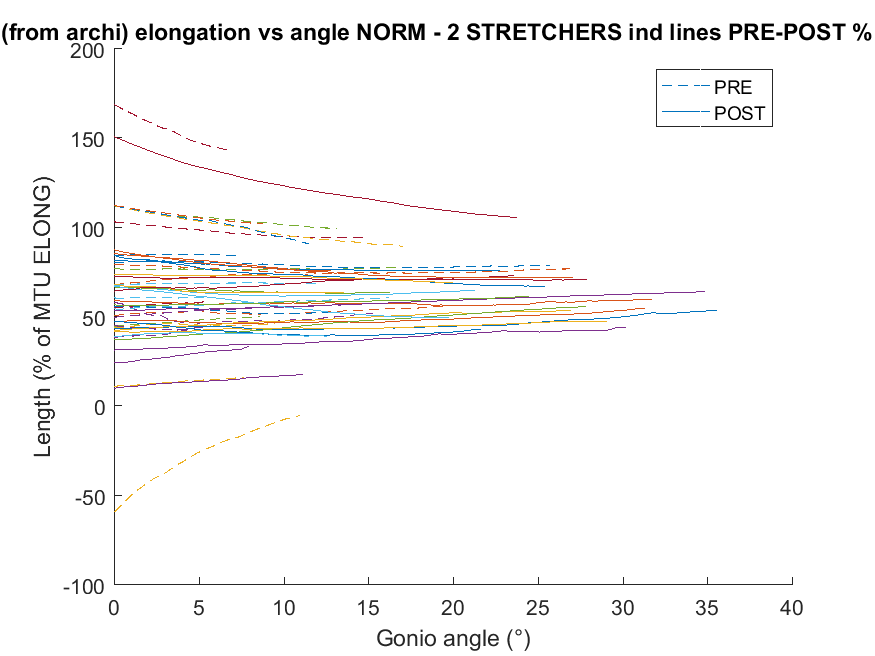 (from archi) elongation vs angle NORM - 2 STRETCHERS ind lines PRE-POST %
200
150
100
50
0
-50
-100
Length (% of MTU ELONG)
PRE
POST
0 5 10 15 20 25 30 35 40
Gonio angle (°)